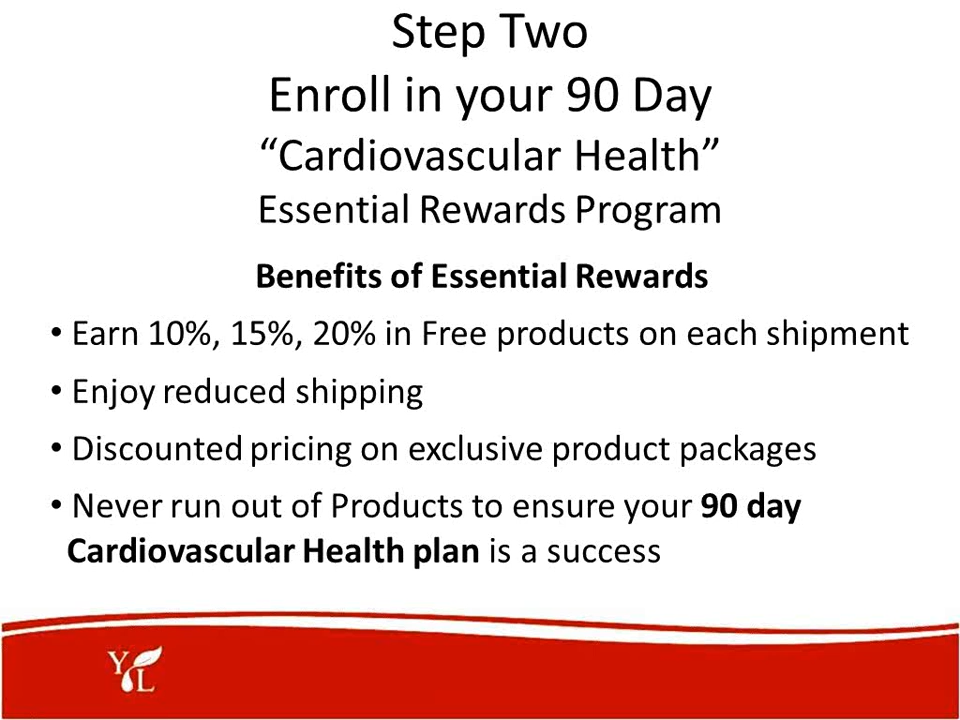 Step Two
Enroll in your 90 Day
“Cardiovascular Health”
Essential Rewards Program
Benefits of Essential Rewards
• Earn 10%, 15%, 20% in Free products on each shipment
• Enjoy reduced shipping
• Discounted pricing on exclusive product packages
• Never run out of Products to ensure your 90 day
Cardiovascular Health plan is a success
Y L